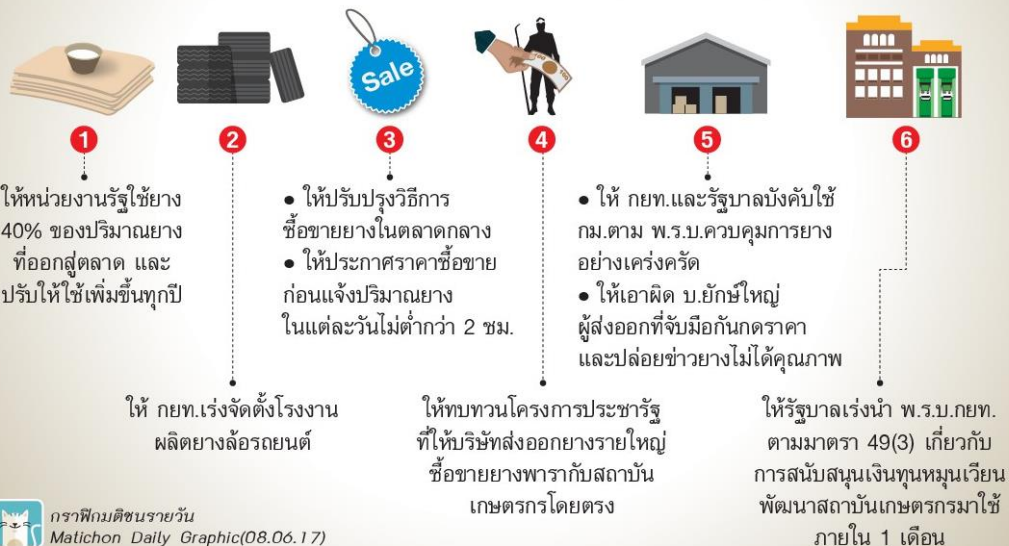 Sale
1
ให้หน่วยงานรัฐใช้ยาง
40% ของปริมาณยาง
ที่ออกสู่ตลาด และ
ปรับให้ใช้เพิ่มขึ้นทุกปี
2
ให้ กยท.เร่งจัดตั้งโรงงาน
ผลิตยางล้อรถยนต์
3
● ให้ปรับปรุงวิธีการ
ซื้อขายยางในตลาดกลาง
● ให้ประกาศราคาซื้อขาย
ก่อนแจ้งปริมาณยาง
ในแต่ละวันไม่ต่ำกว่า 2 ชม.
4
ให้ทบทวนโครงการประชารัฐ
ที่ให้บริษัทส่งออกยางรายใหญ่
ซื้อขายยางพารากับสถาบัน
เกษตรกรโดยตรง
5
● ให้ กยท.และรัฐบาลบังคับใช้
กม.ตาม พ.ร.บ.ควบคุมการยาง
อย่างเคร่งครัด
● ให้เอาผิด บ.ยักษ์ใหญ่
ผู้ส่งออกที่จับมือกันกดราคา
และปล่อยข่าวยางไม่ได้คุณภาพ
6
ให้รัฐบาลเร่งนำ พ.ร.บ.กยท.
ตามมาตรา 49(3) เกี่ยวกับ
การสนับสนุนเงินทุนหมุนเวียน
พัฒนาสถาบันเกษตรกรมาใช้
ภายใน 1 เดือน
กราฟิกมติชนรายวัน
Matichon Daily Graphic(08.06.17)